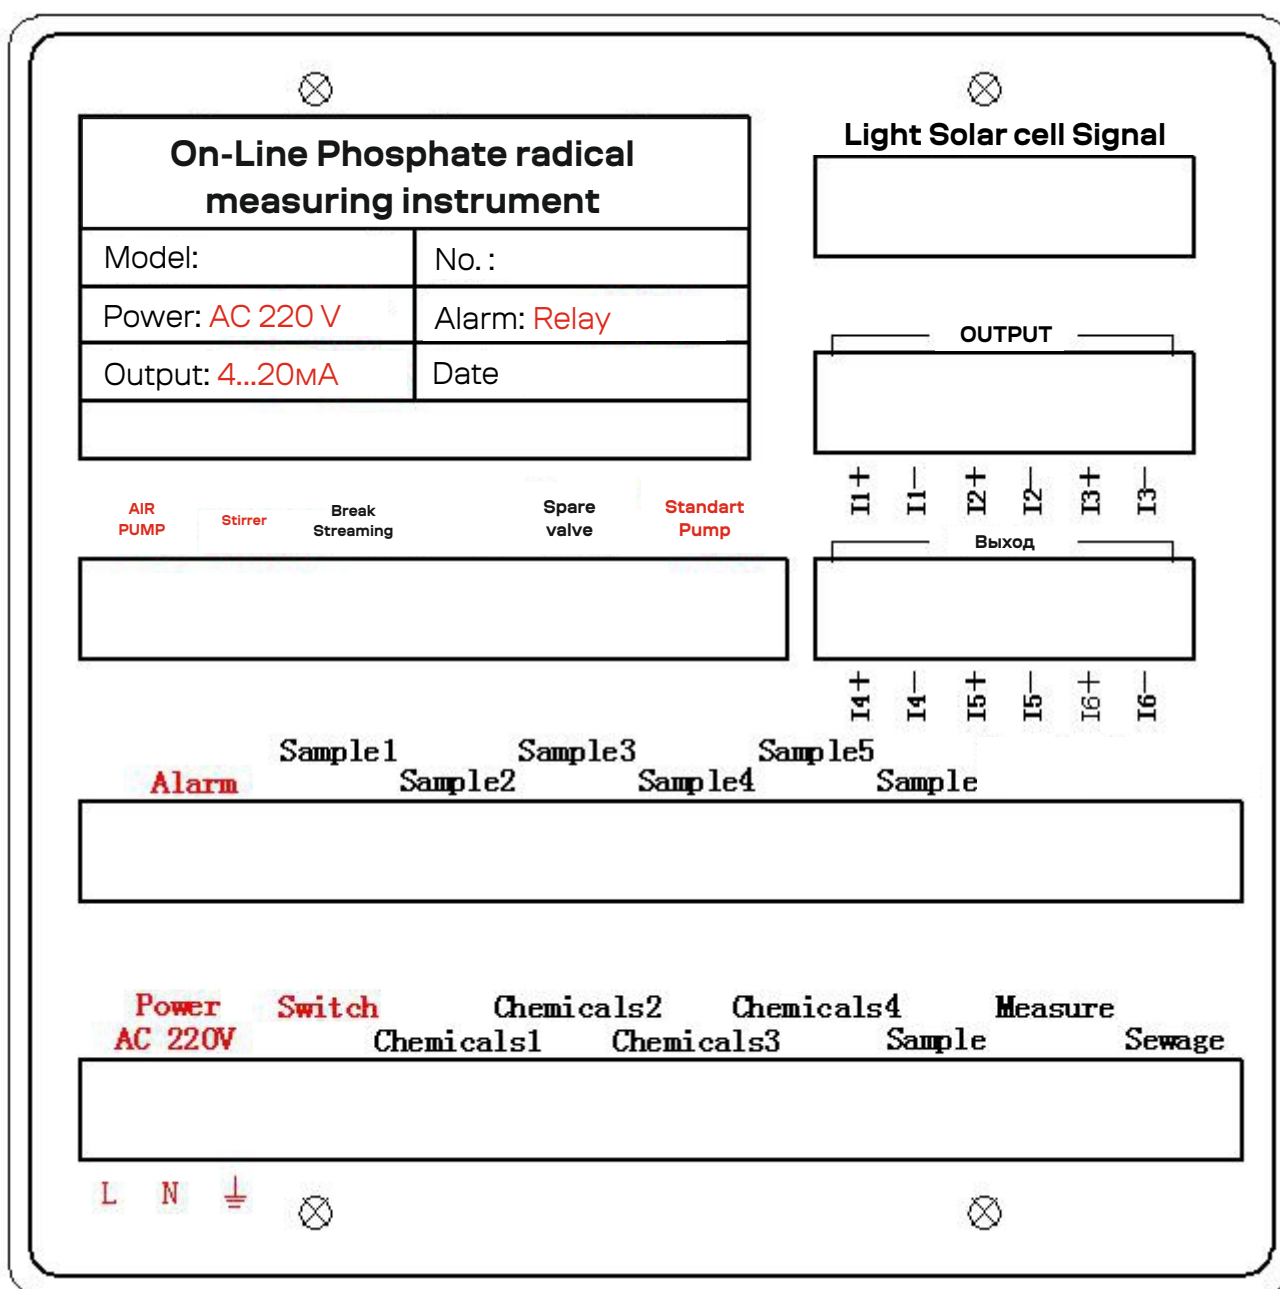 On-Line Phosphate radical
measuring instrument
Model:
No. :
Power: AC 220 V
Alarm: Relay
Output: 4...20мА
Date
Light Solar cell Signal
OUTPUT
I1+ I1— I2+ I2— I3+ I3—
AIR
PUMP
Stirrer
Break
Streaming
Spare
valve
Standart
Pump
Выход
I4+ I4— I5+ I5— I6+ I6—
Alarm
Sample1
Sample2
Sample3
Sample4
Sample5
Sample
Power
AC 220V
Switch
Chemicals1
Chemicals2
Chemicals3
Chemicals4
Sample
Measure
Sewage
L N